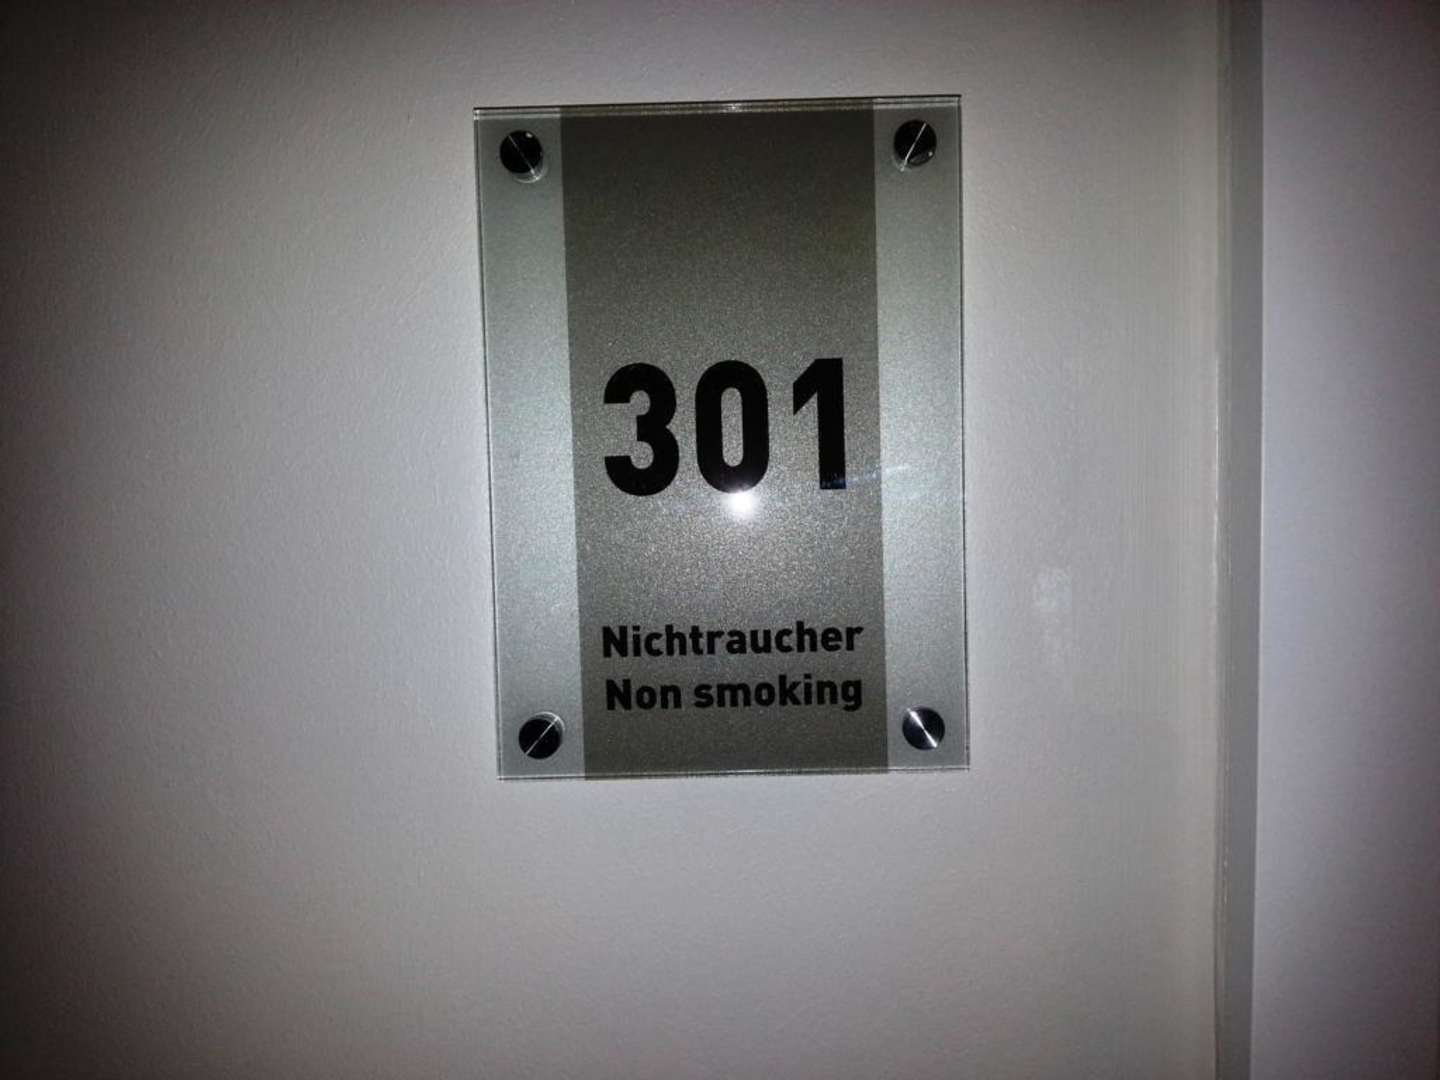 301
Nichtraucher
Non smoking